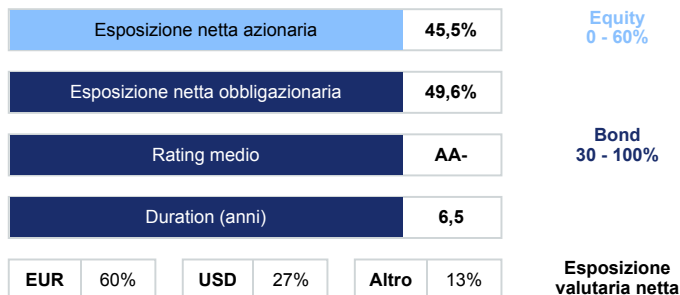 Esposizione netta azionaria 45,5% Equity
0 - 60%
Esposizione netta obbligazionaria 49,6%
Rating medio AA- Bond
30 - 100%
Duration (anni) 6,5
EUR 60% USD 27% Altro 13% Esposizione
valutaria netta